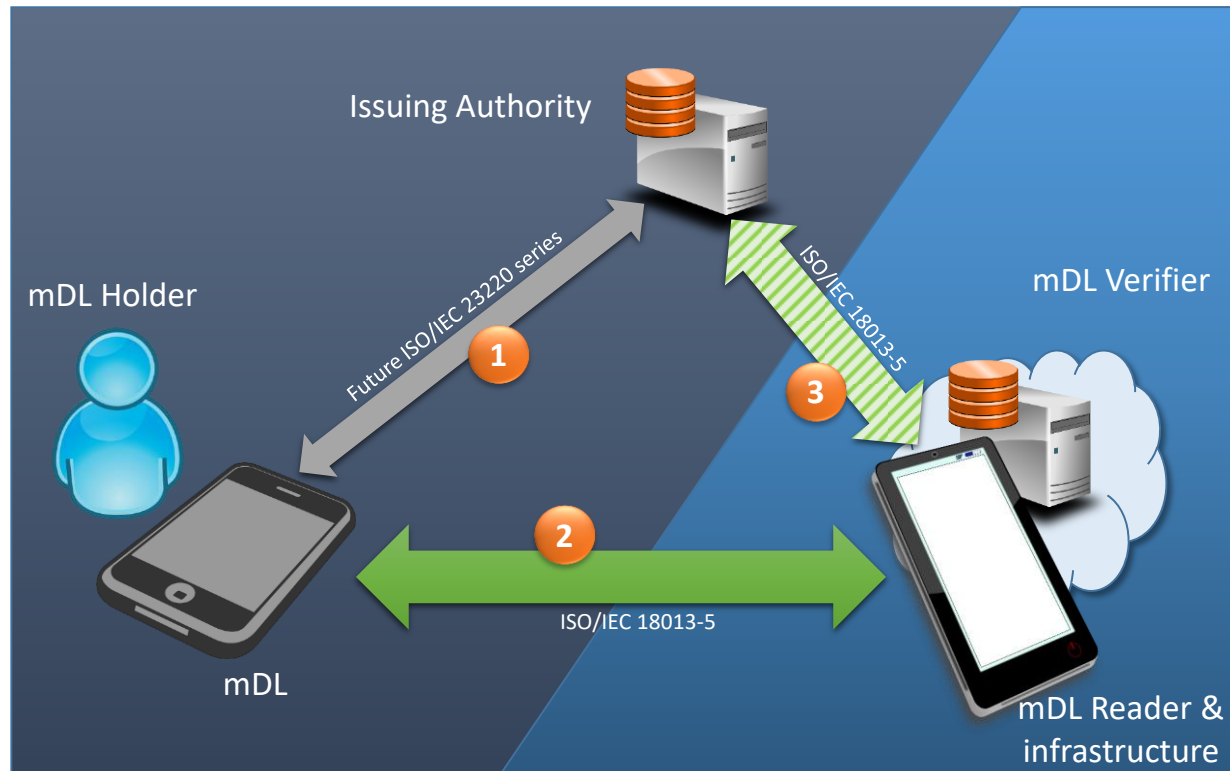 Issuing Authority
Future ISO/IEC 23220 series
ISO/IEC 18013-5
mDL Holder
mDL Verifier
1
3
2
ISO/IEC 18013-5
mDL
mDL Reader &
infrastructure